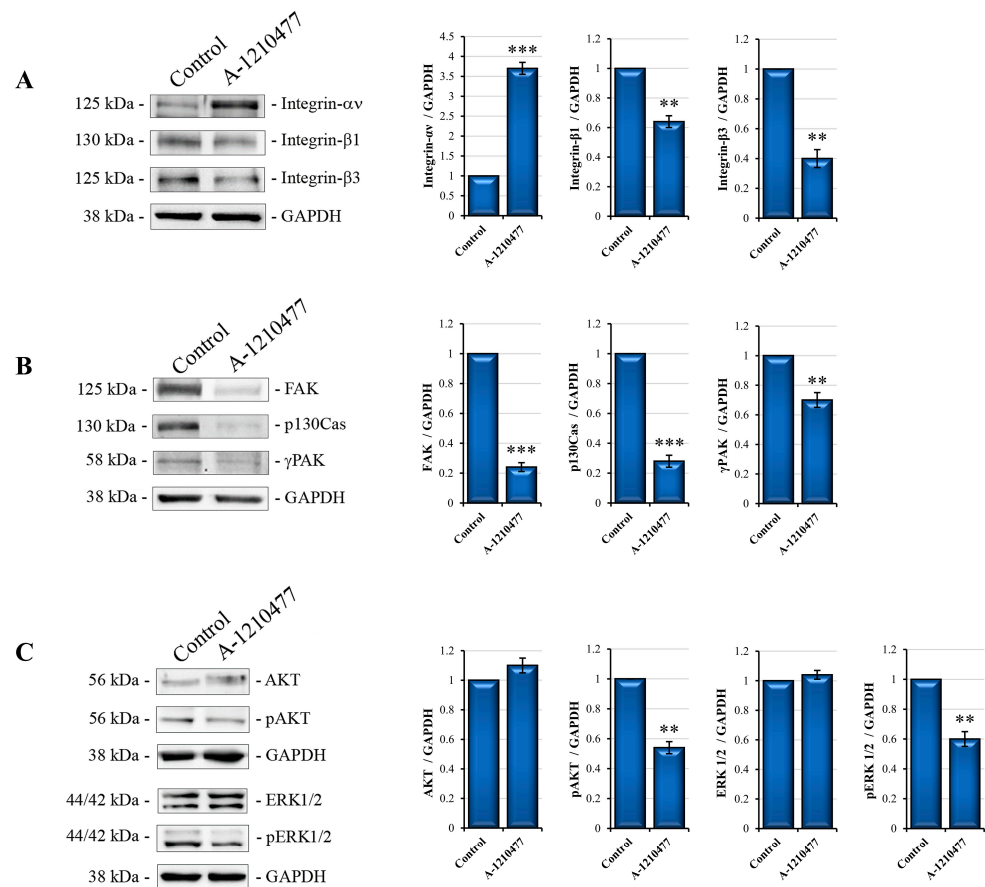 A
Control
A-1210477
125 kDa - - Integrin-αv
130 kDa - - Integrin-β1
125 kDa - - Integrin-β3
38 kDa - - GAPDH
Integrin-αv / GAPDH
4.5
4
3.5
3
2.5
2
1.5
1
0.5
0
***
Control
A-1210477
Integrin-β1 / GAPDH
1.2
1
0.8
0.6
0.4
0.2
0
**
Control
A-1210477
Integrin-β3 / GAPDH
1.2
1
0.8
0.6
0.4
0.2
0
**
Control
A-1210477
B
Control
A-1210477
125 kDa - - FAK
130 kDa - - p130Cas
58 kDa - - γPAK
38 kDa - - GAPDH
FAK / GAPDH
1.2
1
0.8
0.6
0.4
0.2
0
***
Control
A-1210477
p130Cas / GAPDH
1.2
1
0.8
0.6
0.4
0.2
0
***
Control
A-1210477
γPAK / GAPDH
1.2
1
0.8
0.6
0.4
0.2
0
**
Control
A-1210477
C
Control
A-1210477
56 kDa - - AKT
56 kDa - - pAKT
38 kDa - - GAPDH
44/42 kDa - - ERK1/2
44/42 kDa - - pERK1/2
38 kDa - - GAPDH
AKT / GAPDH
1.2
1
0.8
0.6
0.4
0.2
0
Control
A-1210477
pAKT / GAPDH
1.2
1
0.8
0.6
0.4
0.2
0
**
Control
A-1210477
ERK 1/2 / GAPDH
1.2
1
0.8
0.6
0.4
0.2
0
Control
A-1210477
pERK 1/2 / GAPDH
1.2
1
0.8
0.6
0.4
0.2
0
**
Control
A-1210477